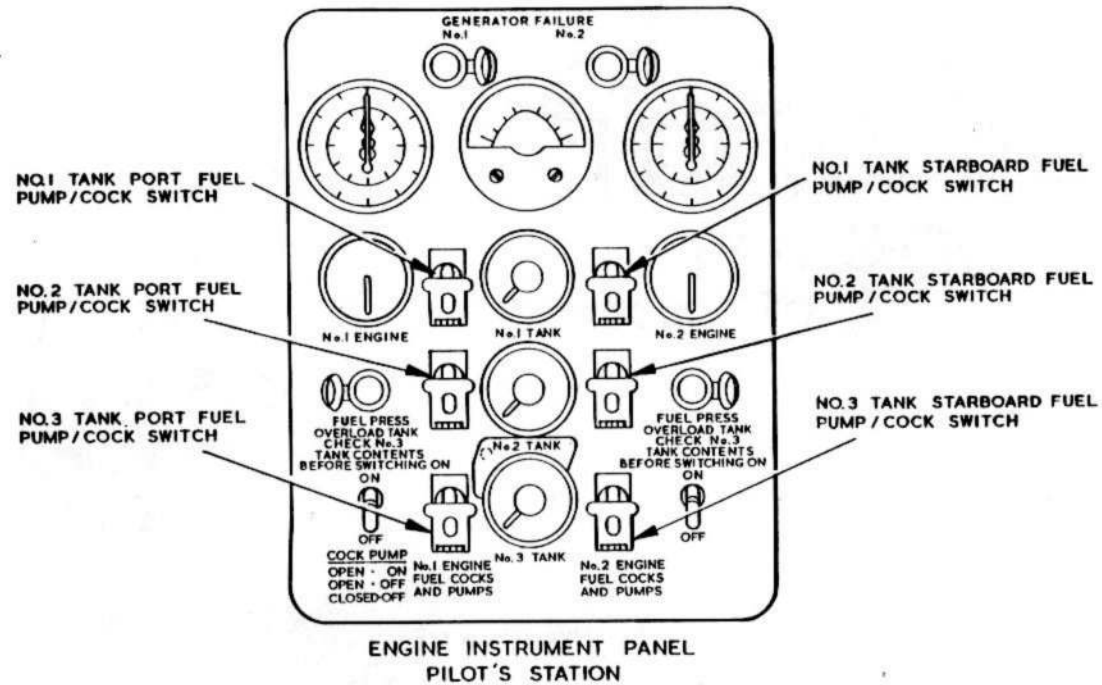 GENERATOR FAILURE
No.1 No.2
NO.1 TANK PORT FUEL
PUMP/COCK SWITCH
NO.1 TANK STARBOARD FUEL
PUMP/COCK SWITCH
NO.2 TANK PORT FUEL
PUMP/COCK SWITCH
NO.2 TANK STARBOARD FUEL
PUMP/COCK SWITCH
No.1 ENGINE
No.1 TANK
No.2 ENGINE
NO.3 TANK PORT FUEL
PUMP/COCK SWITCH
NO.3 TANK STARBOARD FUEL
PUMP/COCK SWITCH
FUEL PRESS
OVERLOAD TANK
CHECK No.3
TANK CONTENTS
BEFORE SWITCHING ON
ON
OFF
No.2 TANK
FUEL PRESS
OVERLOAD TANK
CHECK No.3
TANK CONTENTS
BEFORE SWITCHING ON
ON
OFF
COCK PUMP
OPEN · ON
OPEN · OFF
CLOSED·OFF
No.1 ENGINE
FUEL COCKS
AND PUMPS
No.3 TANK
No.2 ENGINE
FUEL COCKS
AND PUMPS
ENGINE INSTRUMENT PANEL
PILOT'S STATION